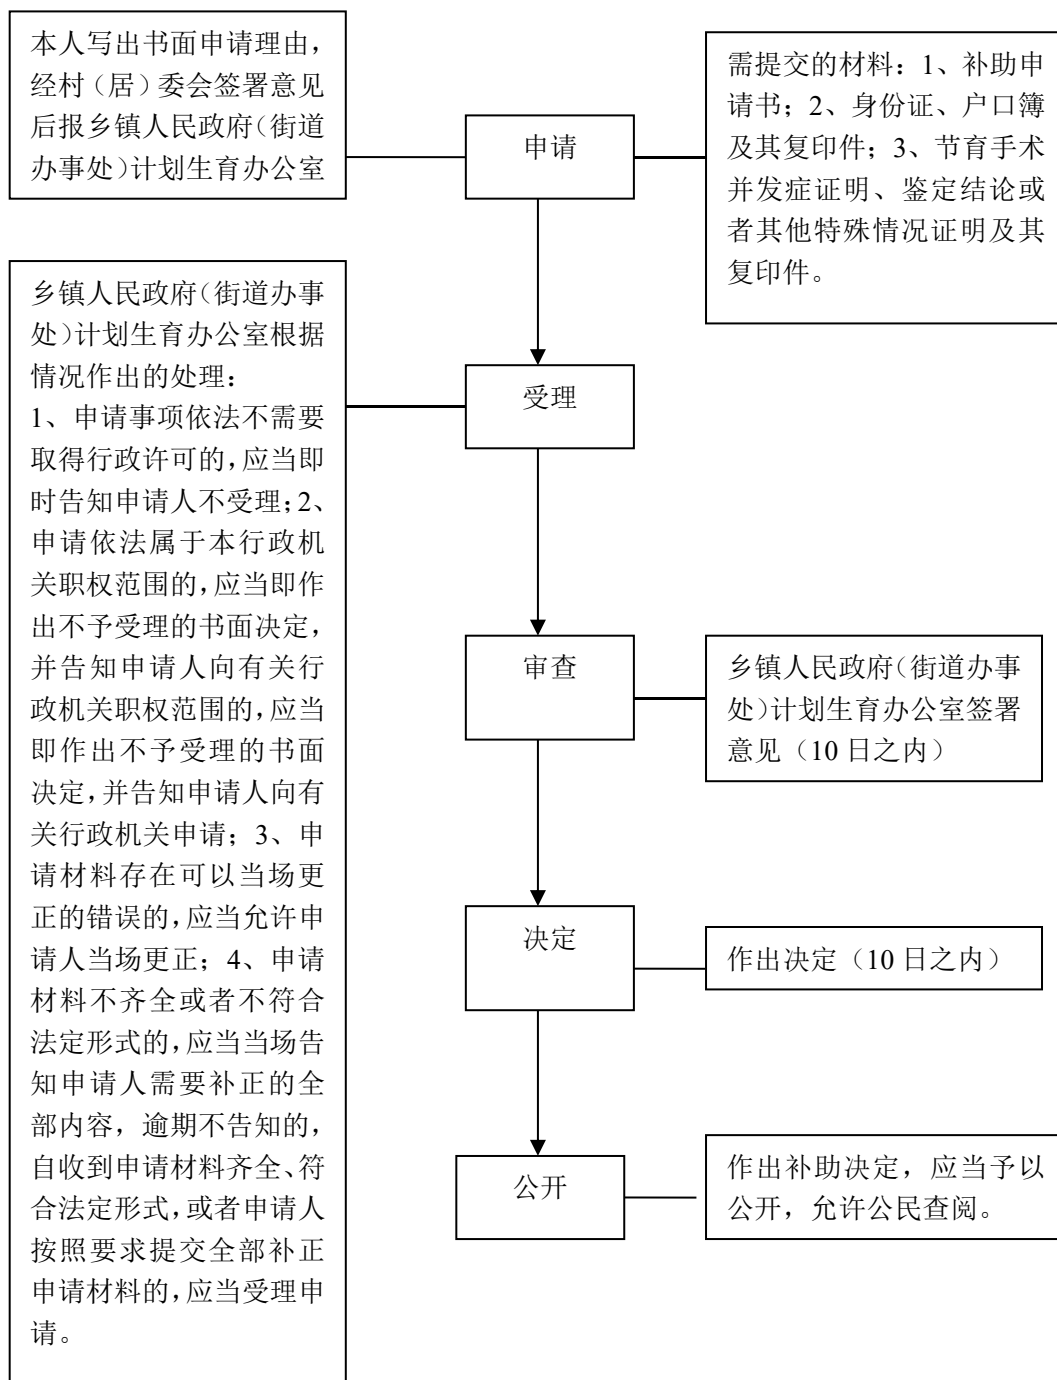 本人写出书面申请理由，
经村（居）委会签署意见
后报乡镇人民政府（街道
办事处）计划生育办公室
申请
需提交的材料：1、补助申
请书；2、身份证、户口簿
及其复印件；3、节育手术
并发症证明、鉴定结论或
者其他特殊情况证明及其
复印件。
乡镇人民政府（街道办事
处）计划生育办公室根据
情况作出的处理：
1、申请事项依法不需要
取得行政许可的，应当即
时告知申请人不受理；2、
申请依法属于本行政机
关职权范围的，应当即作
出不予受理的书面决定，
并告知申请人向有关行
政机关职权范围的，应当
即作出不予受理的书面
决定，并告知申请人向有
关行政机关申请；3、申
请材料存在可以当场更
正的错误的，应当允许申
请人当场更正；4、申请
材料不齐全或者不符合
法定形式的，应当当场告
知申请人需要补正的全
部内容，逾期不告知的，
自收到申请材料齐全、符
合法定形式，或者申请人
按照要求提交全部补正
申请材料的，应当受理申
请。
受理
审查
乡镇人民政府（街道办事
处）计划生育办公室签署
意见（10 日之内）
决定
作出决定（10 日之内）
公开
作出补助决定，应当予以
公开，允许公民查阅。